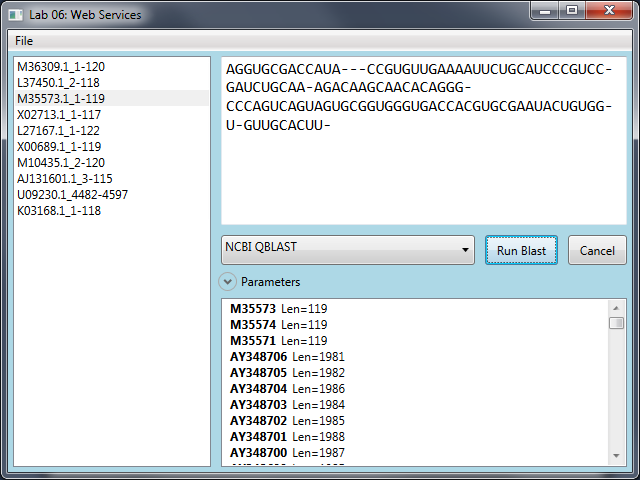 Lab 06: Web Services
File
M36309.1_1-120
L37450.1_2-118
M35573.1_1-119
X02713.1_1-117
L27167.1_1-122
X00689.1_1-119
M10435.1_2-120
AJ131601.1_3-115
U09230.1_4482-4597
K03168.1_1-118
AGGUGCGACCAUA---CCGUGUUGAAAAUUCUGCAUCCCGUCC-
GAUCUGCAA-AGACAAGCAACACAGGG-
CCCAGUCAGUAGUGCGGUGGGUGACCACGUGCGAAUACUGUGG-
U-GUUGCACUU-
NCBI QBLAST
Run Blast
Cancel
Parameters
M35573 Len=119
M35574 Len=119
M35571 Len=119
AY348706 Len=1981
AY348705 Len=1982
AY348704 Len=1986
AY348703 Len=1984
AY348702 Len=1985
AY348701 Len=1988
AY348700 Len=1987